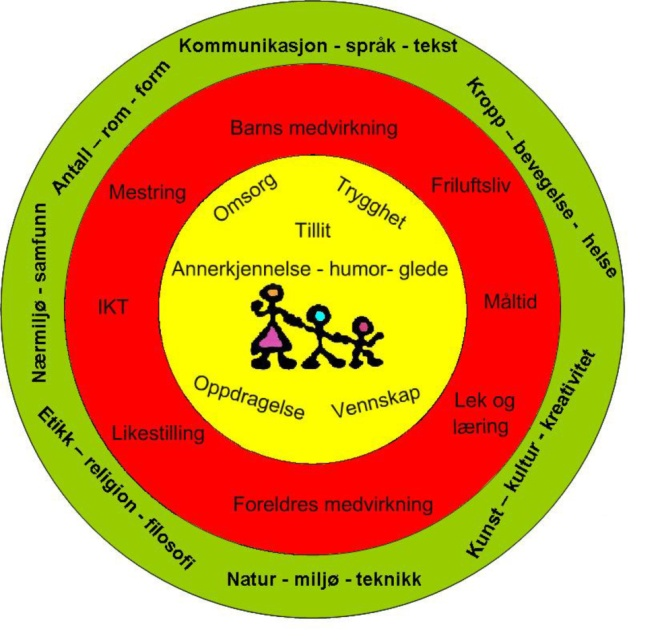 Kommunikasjon - språk - tekst
Kropp – bevegelse - helse
Kunst – kultur - kreativitet
Natur - miljø - teknikk
Etikk – religion - filosofi
Nærmiljø - samfunn
Antall – rom - form
Barns medvirkning
Friluftsliv
Måltid
Lek og
læring
Foreldres medvirkning
Likestilling
IKT
Mestring
Omsorg
Trygghet
Tillit
Annerkjennelse - humor- glede
Oppdragelse
Vennskap